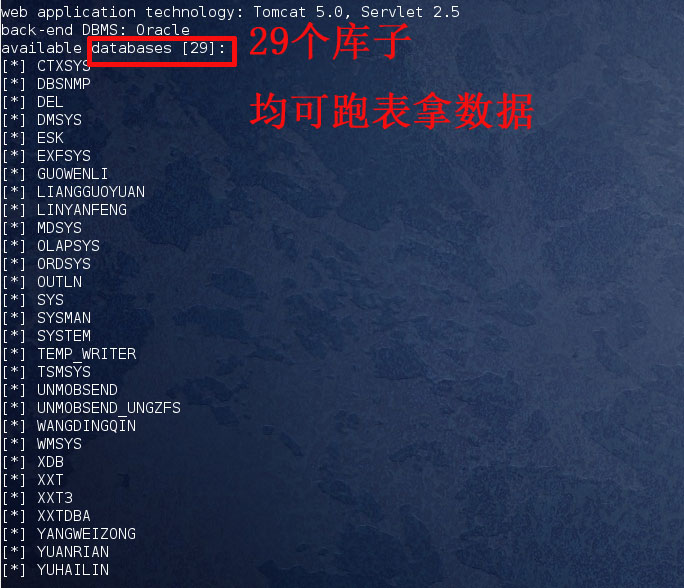 web application technology: Tomcat 5.0, Servlet 2.5
back-end DBMS: Oracle
available databases [29]:
29个库子
均可跑表拿数据
[*] CTXSYS
[*] DBSNMP
[*] DEL
[*] DMSYS
[*] ESK
[*] EXFSYS
[*] GUOWENLI
[*] LIANGGUOYUAN
[*] LINYANFENG
[*] MDSYS
[*] OLAPSYS
[*] ORDSYS
[*] OUTLN
[*] SYS
[*] SYSMAN
[*] SYSTEM
[*] TEMP_WRITER
[*] TSMSYS
[*] UNMOBSEND
[*] UNMOBSEND_UNGZFS
[*] WANGDINGQIN
[*] WMSYS
[*] XDB
[*] XXT
[*] XXT3
[*] XXTDBA
[*] YANGWEIZONG
[*] YUANRIAN
[*] YUHAILIN